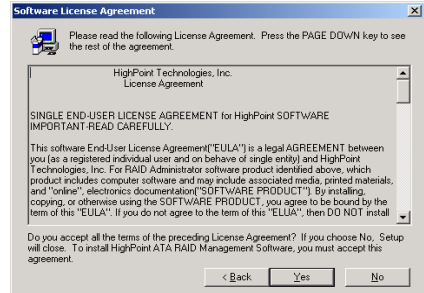 Software License Agreement
Please read the following License Agreement. Press the PAGE DOWN key to see
the rest of the agreement.
HighPoint Technologies, Inc.
License Agreement
SINGLE END-USER LICENSE AGREEMENT for HighPoint SOFTWARE
IMPORTANT-READ CAREFULLY.
This software End-User License Agreement("EULA") is a legal AGREEMENT between
you (as a registered individual user and on behave of single entity) and HighPoint
Technologies, Inc. For RAID Administrator software product identified above, which
product includes computer software and may include associated media, printed materials,
and "online", electronics documentation("SOFTWARE PRODUCT"). By installing,
copying, or otherwise using the SOFTWARE PRODUCT, you agree to be bound by the
term of this "EULA". If you do not agree to the term of this "ELUA", then DO NOT install
Do you accept all the terms of the preceding License Agreement? If you choose No, Setup
will close. To install HighPoint ATA RAID Management Software, you must accept this
agreement.
< Back Yes No